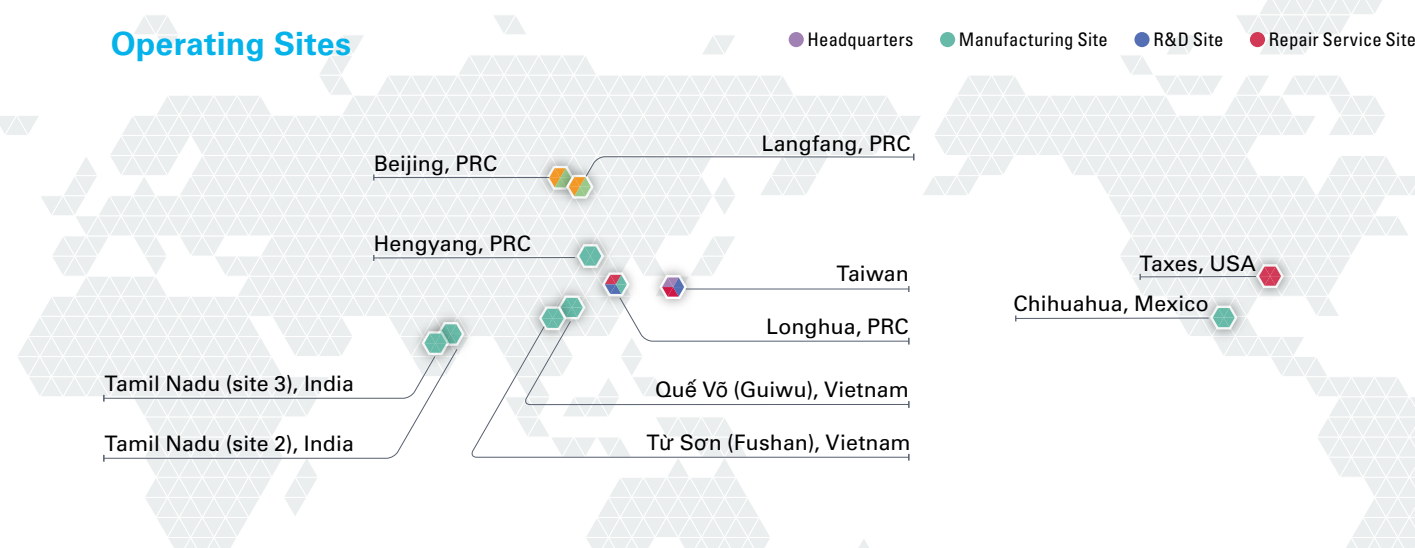 Operating Sites
Headquarters
Manufacturing Site
R&D Site
Repair Service Site
Langfang, PRC
Beijing, PRC
Hengyang, PRC
Taiwan
Taxes, USA
Chihuahua, Mexico
Longhua, PRC
Tamil Nadu (site 3), India
Quế Võ (Guiwu), Vietnam
Tamil Nadu (site 2), India
Từ Sơn (Fushan), Vietnam